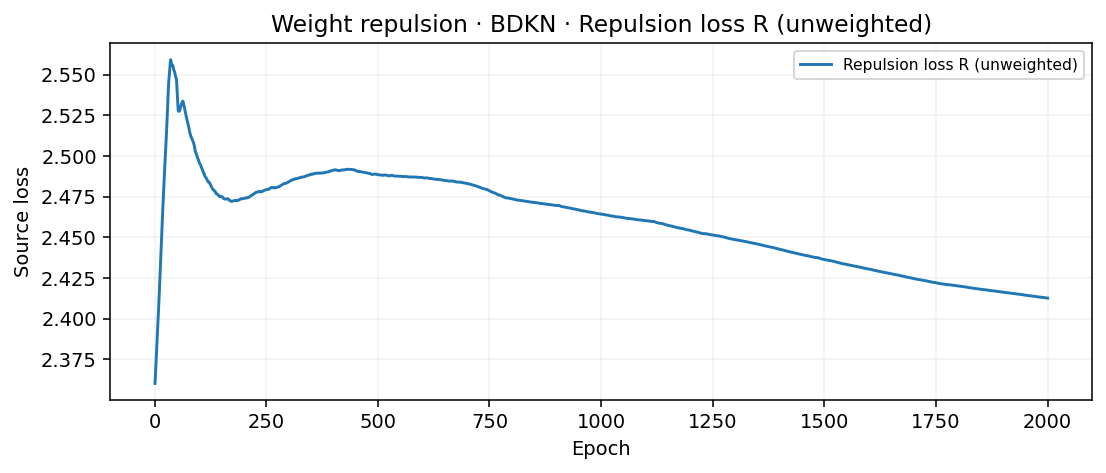 Weight repulsion · BDKN · Repulsion loss R (unweighted)
Repulsion loss R (unweighted)
Source loss
2.550
2.525
2.500
2.475
2.450
2.425
2.400
2.375
0 250 500 750 1000 1250 1500 1750 2000
Epoch